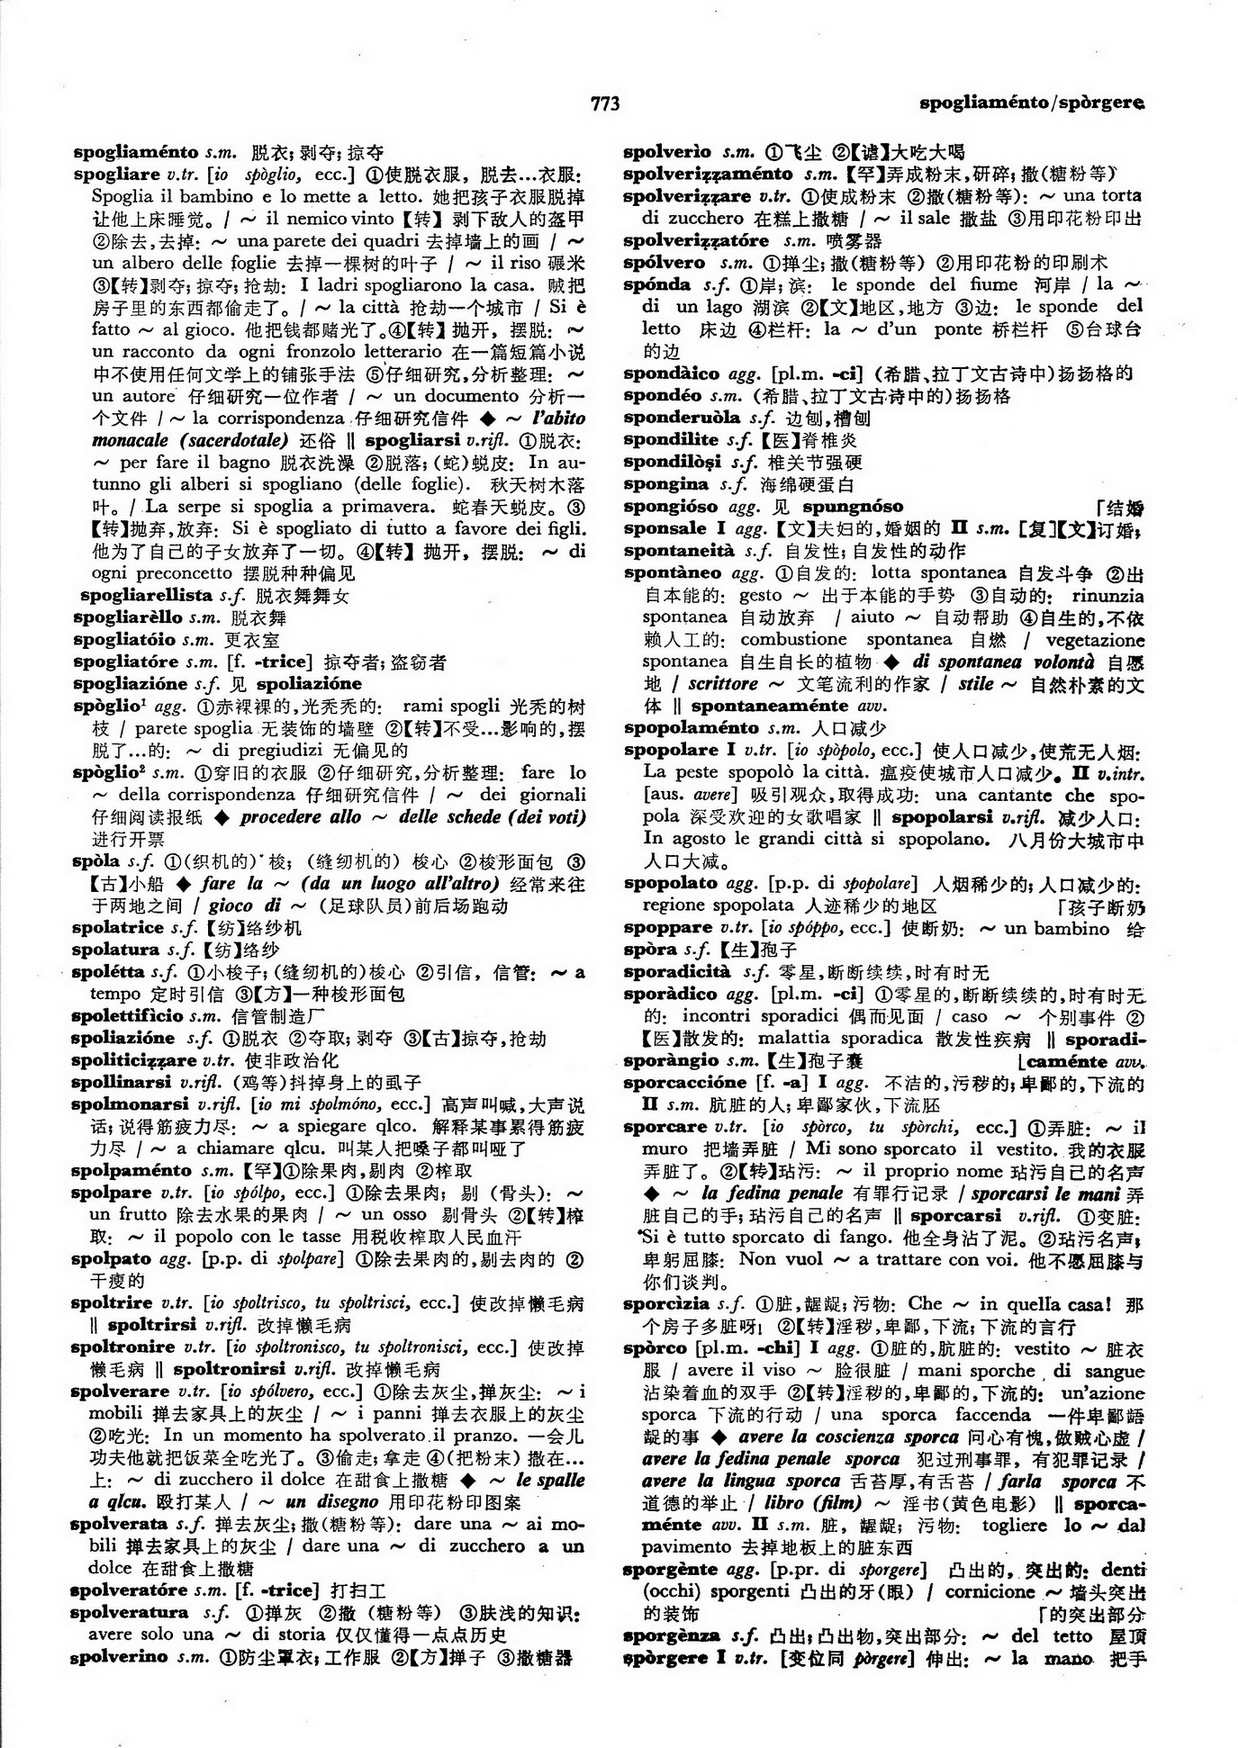 773
spogliaménto/spòrgere
spogliaménto s.m. 脱衣; 剥夺; 掠夺
spogliare v.tr. [io spòglio, ecc.] ①使脱衣服, 脱去…衣服:
Spoglia il bambino e lo mette a letto. 她把孩子衣服脱掉
让他上床睡觉。/ ～ il nemico vinto【转】剥下敌人的盔甲
②除去,去掉: ～ una parete dei quadri 去掉墙上的画 / ～
un albero delle foglie 去掉一棵树的叶子 / ～ il riso 碾米
③【转】剥夺; 掠夺; 抢劫: I ladri spogliarono la casa. 贼把
房子里的东西都偷走了。/ ～ la città 抢劫一个城市 / Si è
fatto ～ al gioco. 他把钱都赌光了。④【转】抛开, 摆脱: ～
un racconto da ogni fronzolo letterario 在一篇短篇小说
中不使用任何文学上的铺张手法 ⑤仔细研究,分析整理: ～
un autore 仔细研究一位作者 / ～ un documento 分析一
个文件 / ～ la corrispondenza 仔细研究信件 ◆ ～ l'abito
monacale (sacerdotale) 还俗 ‖ spogliarsi v.rifl. ①脱衣:
～ per fare il bagno 脱衣洗澡 ②脱落; (蛇)蜕皮: In au-
tunno gli alberi si spogliano (delle foglie). 秋天树木落
叶。/ La serpe si spoglia a primavera. 蛇春天蜕皮。③
【转】抛弃,放弃: Si è spogliato di tutto a favore dei figli.
他为了自己的子女放弃了一切。④【转】抛开, 摆脱: ～ di
ogni preconcetto 摆脱种种偏见
spogliarellista s.f. 脱衣舞舞女
spogliarèllo s.m. 脱衣舞
spogliatóio s.m. 更衣室
spogliatóre s.m. [f. -trice] 掠夺者; 盗窃者
spogliazióne s.f. 见 spoliazióne
spòglio¹ agg. ①赤裸裸的,光秃秃的: rami spogli 光秃的树
枝 / parete spoglia 无装饰的墙壁 ②【转】不受…影响的,摆
脱了…的: ～ di pregiudizi 无偏见的
spòglio² s.m. ①穿旧的衣服 ②仔细研究,分析整理: fare lo
～ della corrispondenza 仔细研究信件 / ～ dei giornali
仔细阅读报纸 ◆ procedere allo ～ delle schede (dei voti)
进行开票
spòla s.f. ①(织机的) 梭; (缝纫机的) 梭心 ②梭形面包 ③
【古】小船 ◆ fare la ～ (da un luogo all'altro) 经常来往
于两地之间 / gioco di ～ (足球队员)前后场跑动
spolatrice s.f.【纺】络纱机
spolatura s.f.【纺】络纱
spolétta s.f. ①小梭子; (缝纫机的)梭心 ②引信, 信管: ～ a
tempo 定时引信 ③【方】一种梭形面包
spolettifìcio s.m. 信管制造厂
spoliazióne s.f. ①脱衣 ②夺取; 剥夺 ③【古】掠夺,抢劫
spoliticiẓẓare v.tr. 使非政治化
spollinarsi v.rifl. (鸡等)抖掉身上的虱子
spolmonarsi v.rifl. [io mi spolmóno, ecc.] 高声叫喊,大声说
话; 说得筋疲力尽: ～ a spiegare qlco. 解释某事累得筋疲
力尽 / ～ a chiamare qlcu. 叫某人把嗓子都叫哑了
spolpaménto s.m.【罕】①除果肉,剔肉 ②榨取
spolpare v.tr. [io spólpo, ecc.] ①除去果肉; 剔 (骨头): ～
un frutto 除去水果的果肉 / ～ un osso 剔骨头 ②【转】榨
取: ～ il popolo con le tasse 用税收榨取人民血汗
spolpato agg. [p.p. di spolpare] ①除去果肉的,剔去肉的 ②
干瘦的
spoltrire v.tr. [io spoltrisco, tu spoltrisci, ecc.] 使改掉懒毛病
‖ spoltrirsi v.rifl. 改掉懒毛病
spoltronire v.tr. [io spoltronisco, tu spoltronisci, ecc.] 使改掉
懒毛病 ‖ spoltronirsi v.rifl. 改掉懒毛病
spolverare v.tr. [io spólvero, ecc.] ①除去灰尘,掸灰尘: ～ i
mobili 掸去家具上的灰尘 / ～ i panni 掸去衣服上的灰尘
②吃光: In un momento ha spolverato il pranzo. 一会儿
功夫他就把饭菜全吃光了。③偷走; 拿走 ④(把粉末) 撒在…
上: ～ di zucchero il dolce 在甜食上撒糖 ◆ ～ le spalle
a qlcu. 殴打某人 / ～ un disegno 用印花粉印图案
spolverata s.f. 掸去灰尘; 撒(糖粉等): dare una ～ ai mo-
bili 掸去家具上的灰尘 / dare una ～ di zucchero a un
dolce 在甜食上撒糖
spolveratóre s.m. [f. -trice] 打扫工
spolveratura s.f. ①掸灰 ②撒 (糖粉等) ③肤浅的知识:
avere solo una ～ di storia 仅仅懂得一点点历史
spolverino s.m. ①防尘罩衣; 工作服 ②【方】掸子 ③撒糖器
spolverìo s.m. ①飞尘 ②【谑】大吃大喝
spolveriẓẓaménto s.m.【罕】弄成粉末,研碎; 撒(糖粉等)
spolveriẓẓare v.tr. ①使成粉末 ②撒(糖粉等): ～ una torta
di zucchero 在糕上撒糖 / ～ il sale 撒盐 ③用印花粉印出
spolveriẓẓatóre s.m. 喷雾器
spólvero s.m. ①掸尘; 撒(糖粉等) ②用印花粉的印刷术
spónda s.f. ①岸; 滨: le sponde del fiume 河岸 / la ～
di un lago 湖滨 ②【文】地区,地方 ③边: le sponde del
letto 床边 ④栏杆: la ～ d'un ponte 桥栏杆 ⑤台球台
的边
spondàico agg. [pl.m. -ci] (希腊、拉丁文古诗中)扬扬格的
spondéo s.m. (希腊、拉丁文古诗中的)扬扬格
sponderuòla s.f. 边刨,槽刨
spondilite s.f.【医】脊椎炎
spondilòṣi s.f. 椎关节强硬
spongina s.f. 海绵硬蛋白
spongióso agg. 见 spungnóso 「结婚
sponsale I agg.【文】夫妇的,婚姻的 II s.m. [复]【文】订婚;
spontaneità s.f. 自发性; 自发性的动作
spontàneo agg. ①自发的: lotta spontanea 自发斗争 ②出
自本能的: gesto ～ 出于本能的手势 ③自动的: rinunzia
spontanea 自动放弃 / aiuto ～ 自动帮助 ④自生的,不依
赖人工的: combustione spontanea 自燃 / vegetazione
spontanea 自生自长的植物 ◆ di spontanea volontà 自愿
地 / scrittore ～ 文笔流利的作家 / stile ～ 自然朴素的文
体 ‖ spontaneaménte avv.
spopolaménto s.m. 人口减少
spopolare I v.tr. [io spòpolo, ecc.] 使人口减少,使荒无人烟:
La peste spopolò la città. 瘟疫使城市人口减少。II v.intr.
[aus. avere] 吸引观众,取得成功: una cantante che spo-
pola 深受欢迎的女歌唱家 ‖ spopolarsi v.rifl. 减少人口:
In agosto le grandi città si spopolano. 八月份大城市中
人口大减。
spopolato agg. [p.p. di spopolare] 人烟稀少的; 人口减少的:
regione spopolata 人迹稀少的地区 「孩子断奶
spoppare v.tr. [io spóppo, ecc.] 使断奶: ～ un bambino 给
spòra s.f.【生】孢子
sporadicità s.f. 零星,断断续续,时有时无
sporàdico agg. [pl.m. -ci] ①零星的,断断续续的,时有时无
的: incontri sporadici 偶而见面 / caso ～ 个别事件 ②
【医】散发的: malattia sporadica 散发性疾病 ‖ sporadi-
sporàngio s.m.【生】孢子囊 ⌊caménte avv.
sporcaccióne [f. -a] I agg. 不洁的,污秽的; 卑鄙的,下流的
II s.m. 肮脏的人; 卑鄙家伙,下流胚
sporcare v.tr. [io spòrco, tu spòrchi, ecc.] ①弄脏: ～ il
muro 把墙弄脏 / Mi sono sporcato il vestito. 我的衣服
弄脏了。②【转】玷污: ～ il proprio nome 玷污自己的名声
◆ ～ la fedina penale 有罪行记录 / sporcarsi le mani 弄
脏自己的手; 玷污自己的名声 ‖ sporcarsi v.rifl. ①变脏:
Si è tutto sporcato di fango. 他全身沾了泥。②玷污名声;
卑躬屈膝: Non vuol ～ a trattare con voi. 他不愿屈膝与
你们谈判。
sporcìzia s.f. ①脏,龌龊; 污物: Che ～ in quella casa! 那
个房子多脏呀! ②【转】淫秽,卑鄙,下流; 下流的言行
spòrco [pl.m. -chi] I agg. ①脏的,肮脏的: vestito ～ 脏衣
服 / avere il viso ～ 脸很脏 / mani sporche di sangue
沾染着血的双手 ②【转】淫秽的,卑鄙的,下流的: un'azione
sporca 下流的行动 / una sporca faccenda 一件卑鄙龌
龊的事 ◆ avere la coscienza sporca 问心有愧,做贼心虚 /
avere la fedina penale sporca 犯过刑事罪, 有犯罪记录 /
avere la lingua sporca 舌苔厚,有舌苔 / farla sporca 不
道德的举止 / libro (film) ～ 淫书(黄色电影) ‖ sporca-
ménte avv. II s.m. 脏, 龌龊; 污物: togliere lo ～ dal
pavimento 去掉地板上的脏东西
sporgènte agg. [p.pr. di sporgere] 凸出的, 突出的: denti
(occhi) sporgenti 凸出的牙(眼) / cornicione ～ 墙头突出
的装饰 「的突出部分
sporgènza s.f. 凸出; 凸出物,突出部分: ～ del tetto 屋顶
spòrgere I v.tr. [变位同 pòrgere] 伸出: ～ la mano 把手